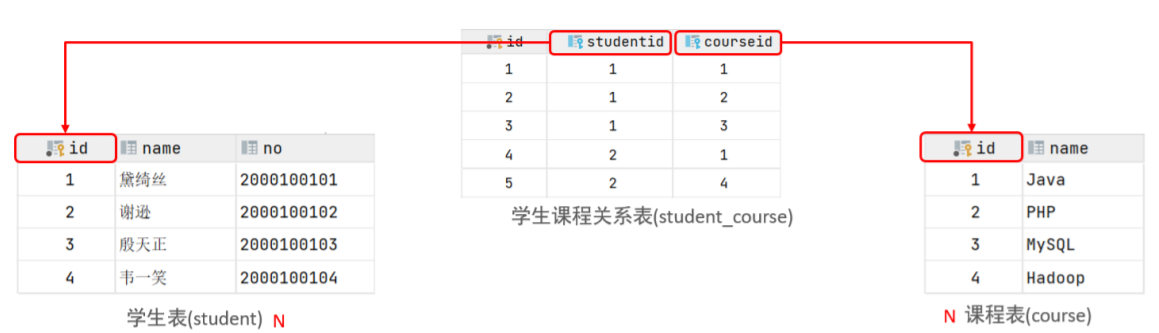 id studentid courseid
1 1 1
2 1 2
3 1 3
4 2 1
5 2 4
学生课程关系表(student_course)
id name no
1 黛绮丝 2000100101
2 谢逊 2000100102
3 殷天正 2000100103
4 韦一笑 2000100104
学生表(student) N
id name
1 Java
2 PHP
3 MySQL
4 Hadoop
N 课程表(course)